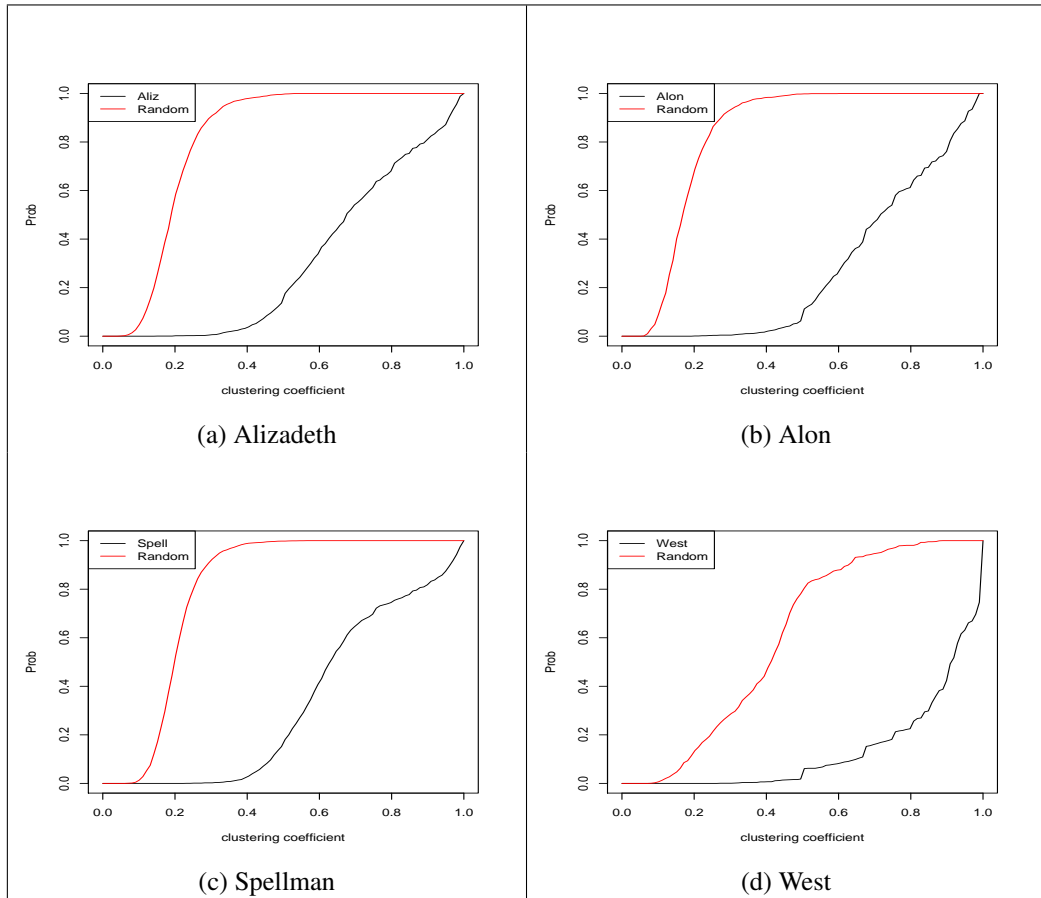 Aliz
Random
Prob
0.0 0.2 0.4 0.6 0.8 1.0
0.0 0.2 0.4 0.6 0.8 1.0
clustering coefficient
(a) Alizadeth
Alon
Random
Prob
0.0 0.2 0.4 0.6 0.8 1.0
0.0 0.2 0.4 0.6 0.8 1.0
clustering coefficient
(b) Alon
Spell
Random
Prob
0.0 0.2 0.4 0.6 0.8 1.0
0.0 0.2 0.4 0.6 0.8 1.0
clustering coefficient
(c) Spellman
West
Random
Prob
0.0 0.2 0.4 0.6 0.8 1.0
0.0 0.2 0.4 0.6 0.8 1.0
clustering coefficient
(d) West